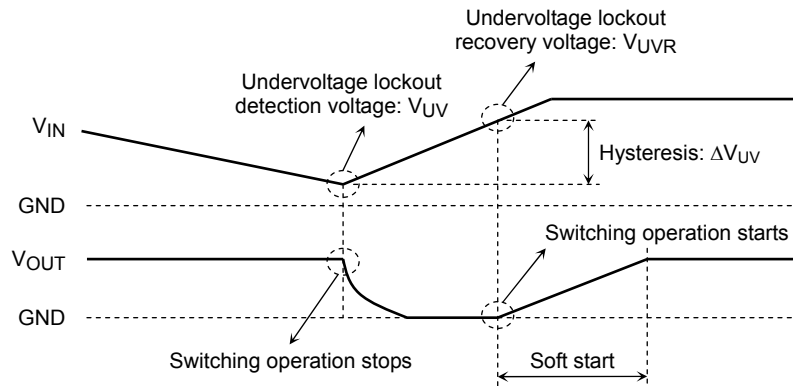 Undervoltage lockout
recovery voltage: VUVR
Undervoltage lockout
detection voltage: VUV
VIN
Hysteresis: ΔVUV
GND
Switching operation starts
VOUT
GND
Switching operation stops
Soft start